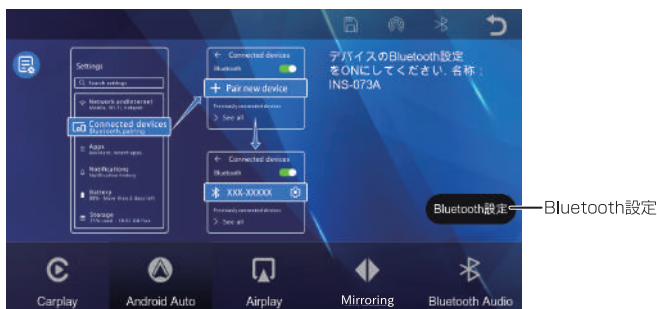 デバイスのBluetooth設定
をONにしてください. 名称 :
INS-073A
Settings
Search settings
Network and Internet
Mobile, Wi-Fi, hotspot
Connected devices
Bluetooth, pairing
Apps
Assistant, recent apps
Notifications
Notification history
Battery
Storage
Connected devices
Bluetooth
+ Pair new device
Previously connected devices
> See all
Connected devices
Bluetooth
XXX-XXXXX
Previously connected devices
> See all
Bluetooth設定
Bluetooth設定
Carplay
Android Auto
Airplay
Mirroring
Bluetooth Audio